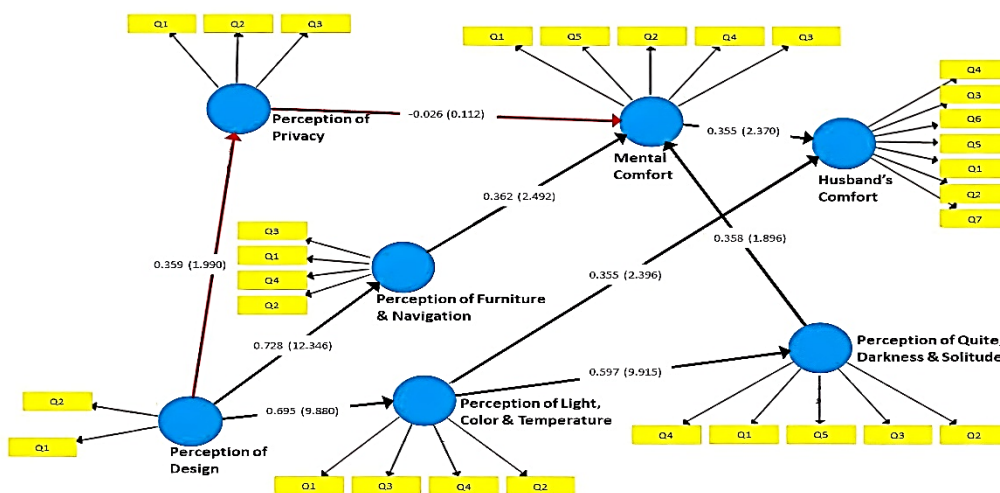 Q1
Q2
Q3
Perception of
Privacy
Q1
Q5
Q2
Q4
Q3
Mental
Comfort
Q4
Q3
Q6
Q5
Q1
Q2
Q7
Husband's
Comfort
-0.026 (0.112)
0.355 (2.370)
0.362 (2.492)
0.358 (1.896)
0.359 (1.990)
0.355 (2.396)
Q3
Q1
Q4
Q2
Perception of Furniture
& Navigation
0.728 (12.346)
0.597 (9.915)
Perception of Quite,
Darkness & Solitude
Q2
Q1
Perception of
Design
0.695 (9.880)
Perception of Light,
Color & Temperature
Q4
Q1
Q5
Q3
Q2
Q1
Q3
Q4
Q2